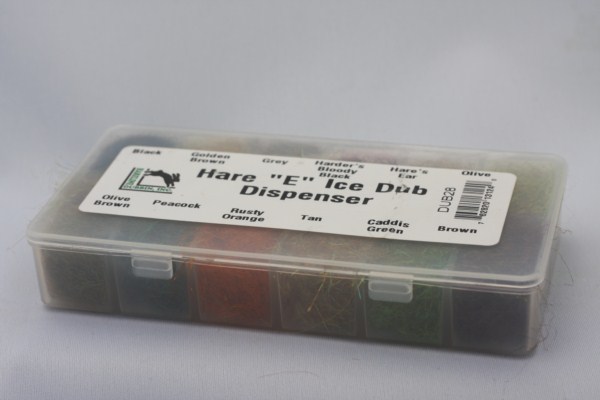 Black
Golden
Brown
Grey
Harder's
Bloody
Black
Hare's
Ear
Olive
Hare "E" Ice Dub
Dispenser
DUB28
Olive
Brown
Peacock
Rusty
Orange
Tan
Caddis
Green
Brown